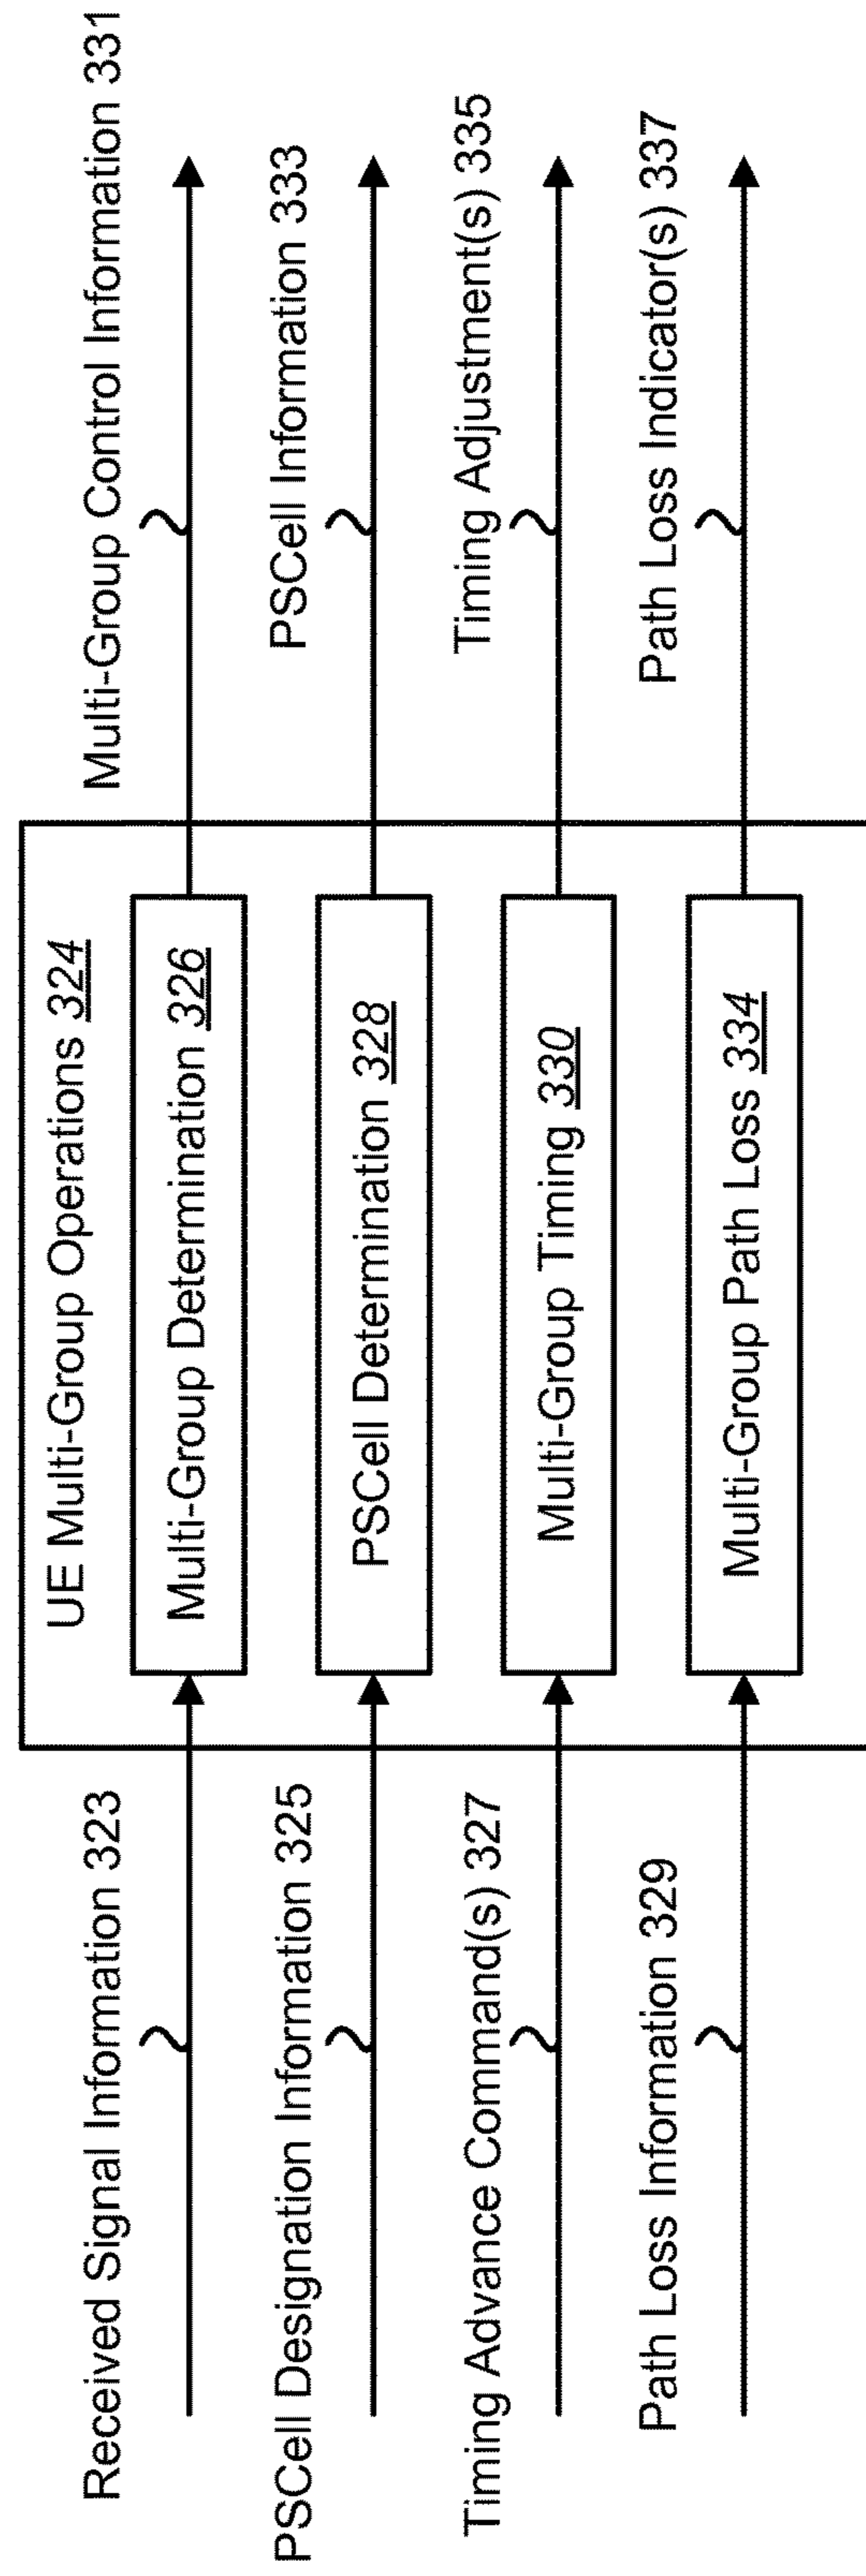 UE Multi-Group Operations 324
Received Signal Information 323
Multi-Group Determination 326
Multi-Group Control Information 331
PSCell Designation Information 325
PSCell Determination 328
PSCell Information 333
Timing Advance Command(s) 327
Multi-Group Timing 330
Timing Adjustment(s) 335
Path Loss Information 329
Multi-Group Path Loss 334
Path Loss Indicator(s) 337